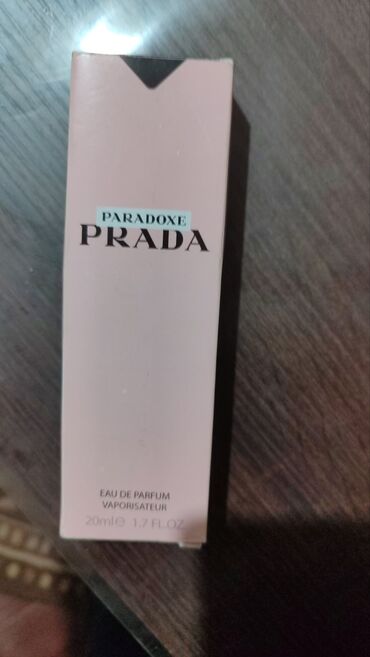 PARADOXE
PRADA
EAU DE PARFUM
VAPORISATEUR
20ml℮ 1.7 FL.OZ